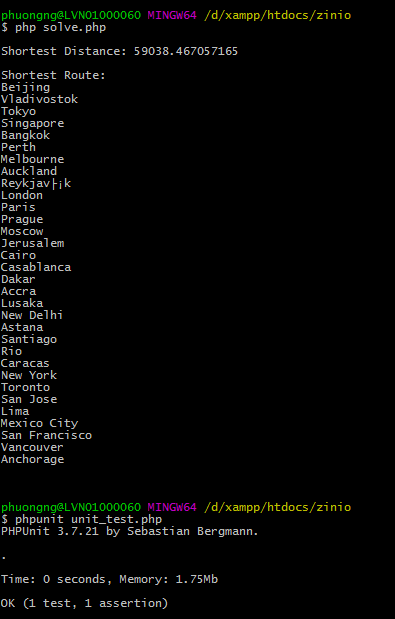 phuongng@LVN01000060 MINGW64 /d/xampp/htdocs/zinio
$ php solve.php
Shortest Distance: 59038.467057165
Shortest Route:
Beijing
Vladivostok
Tokyo
Singapore
Bangkok
Perth
Melbourne
Auckland
Reykjav├¡k
London
Paris
Prague
Moscow
Jerusalem
Cairo
Casablanca
Dakar
Accra
Lusaka
New Delhi
Astana
Santiago
Rio
Caracas
New York
Toronto
San Jose
Lima
Mexico City
San Francisco
Vancouver
Anchorage
phuongng@LVN01000060 MINGW64 /d/xampp/htdocs/zinio
$ phpunit unit_test.php
PHPUnit 3.7.21 by Sebastian Bergmann.
.
Time: 0 seconds, Memory: 1.75Mb
OK (1 test, 1 assertion)